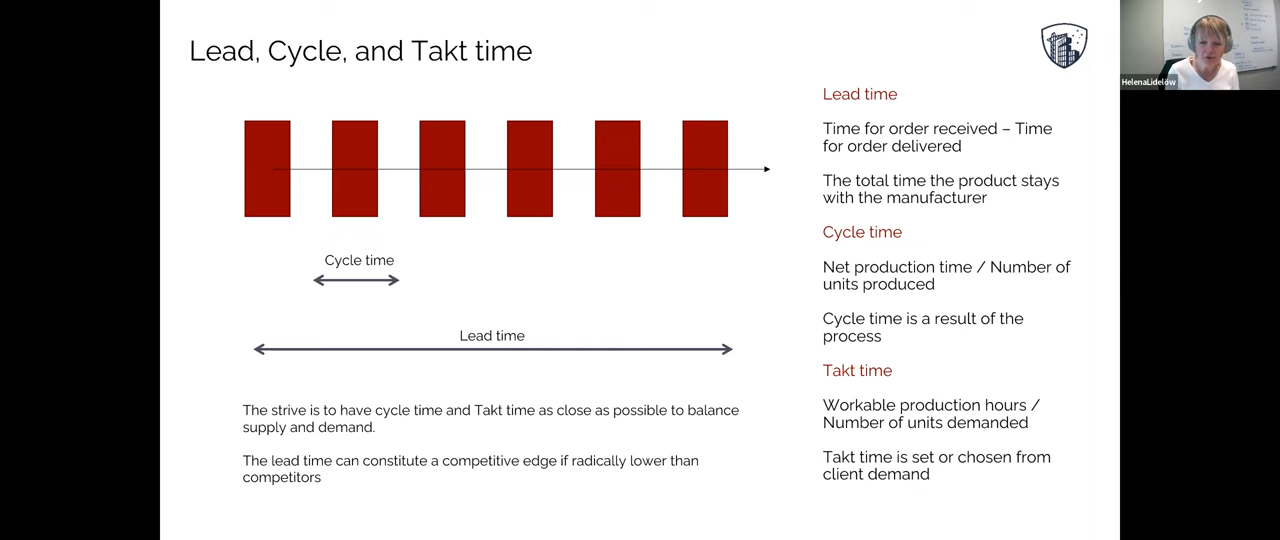 Lead, Cycle, and Takt time
HelenaLidelöw
Cycle time
Lead time
The strive is to have cycle time and Takt time as close as possible to balance
supply and demand.
The lead time can constitute a competitive edge if radically lower than
competitors
Lead time
Time for order received – Time
for order delivered
The total time the product stays
with the manufacturer
Cycle time
Net production time / Number of
units produced
Cycle time is a result of the
process
Takt time
Workable production hours /
Number of units demanded
Takt time is set or chosen from
client demand